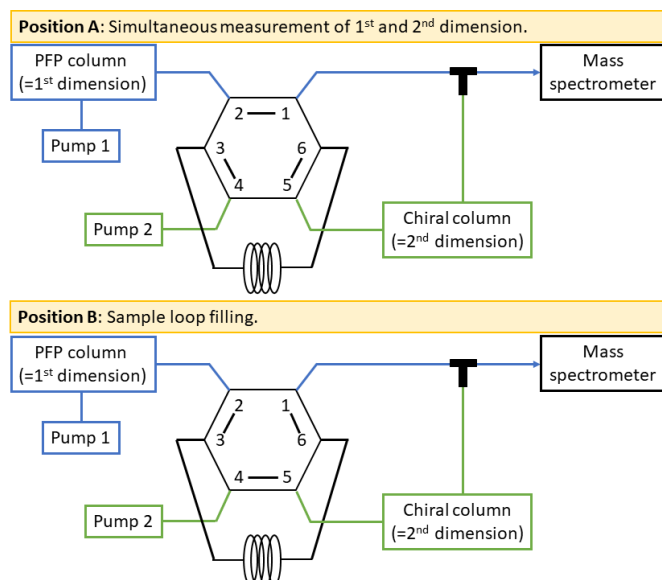 Position A: Simultaneous measurement of 1st and 2nd dimension.
PFP column
(=1st dimension)
Mass
spectrometer
2 1
Pump 1
3 6
4 5
Pump 2
Chiral column
(=2nd dimension)
Position B: Sample loop filling.
PFP column
(=1st dimension)
Mass
spectrometer
2 1
Pump 1
3 6
4 5
Pump 2
Chiral column
(=2nd dimension)